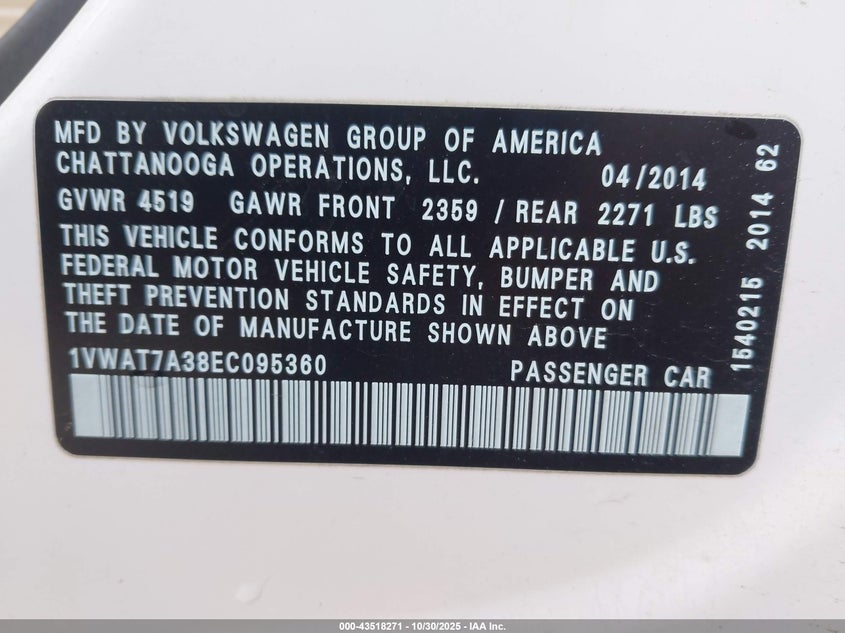 MFD BY VOLKSWAGEN GROUP OF AMERICA
CHATTANOOGA OPERATIONS, LLC. 04/2014
GVWR 4519 GAWR FRONT 2359 / REAR 2271 LBS
THIS VEHICLE CONFORMS TO ALL APPLICABLE U.S.
FEDERAL MOTOR VEHICLE SAFETY, BUMPER AND
THEFT PREVENTION STANDARDS IN EFFECT ON
THE DATE OF MANUFACTURE SHOWN ABOVE
1VWAT7A38EC095360 PASSENGER CAR
1540215 2014 62
000-43518271 | 10/30/2025 | IAA Inc.